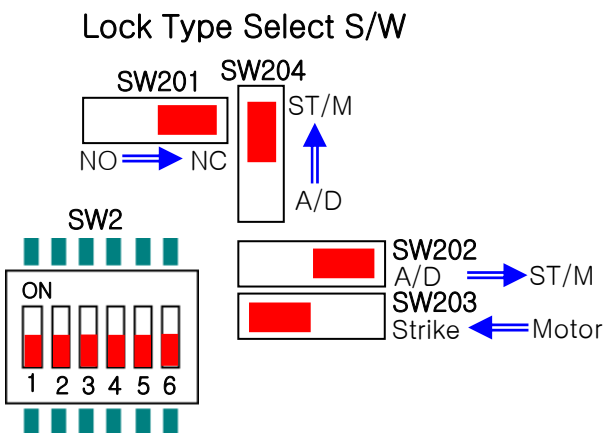 Lock Type Select S/W
SW201
SW204
ST/M
NO NC
A/D
SW2
SW202
A/D ST/M
SW203
Strike Motor
ON
1 2 3 4 5 6